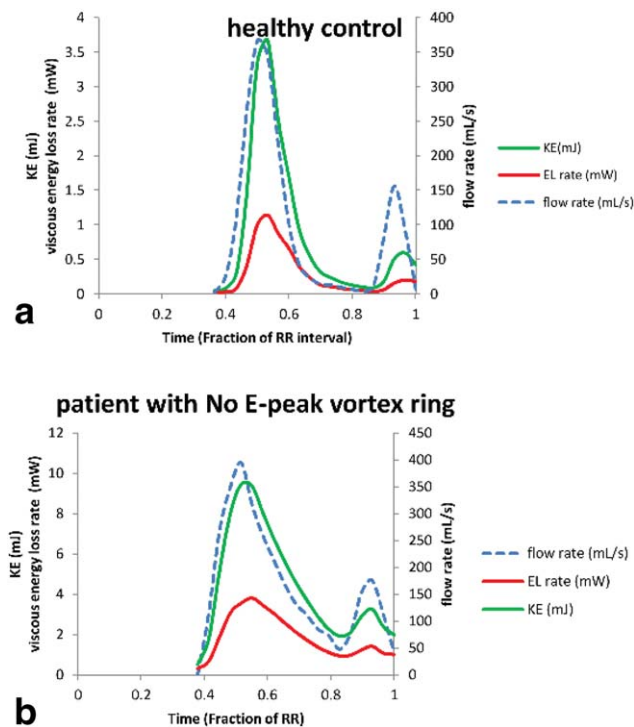 healthy control
4
3.5
3
2.5
2
1.5
1
0.5
0
KE (mJ)
viscous energy loss rate (mW)
400
350
300
250
200
150
100
50
0
flow rate (mL/s)
0 0.2 0.4 0.6 0.8 1
Time (Fraction of RR interval)
KE(mJ)
EL rate (mW)
flow rate (mL/s)
a
patient with No E-peak vortex ring
12
10
8
6
4
2
0
KE (mJ)
viscous energy loss rate (mW)
450
400
350
300
250
200
150
100
50
0
flow rate (mL/s)
0 0.2 0.4 0.6 0.8 1
Time (Fraction of RR)
flow rate (mL/s)
EL rate (mW)
KE (mJ)
b